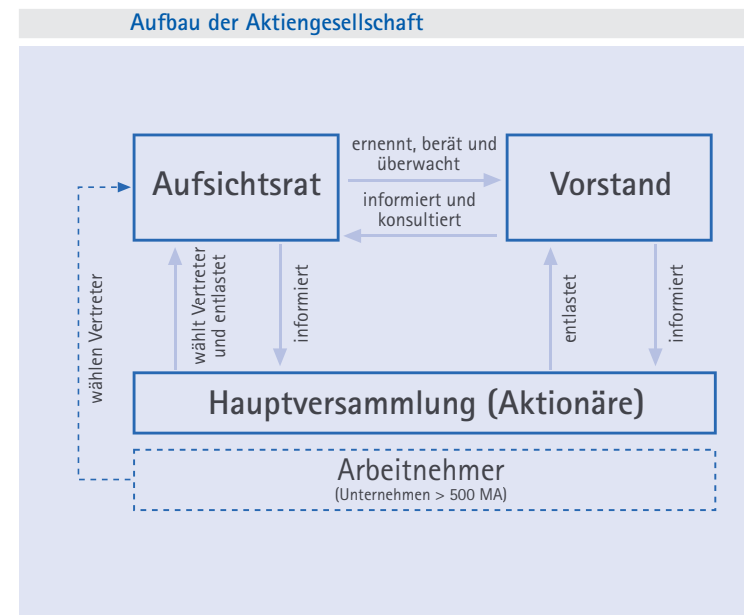 Aufbau der Aktiengesellschaft
Aufsichtsrat
ernennt, berät und
überwacht
informiert und
konsultiert
Vorstand
wählen Vertreter
wählt Vertreter
und entlastet
informiert
entlastet
informiert
Hauptversammlung (Aktionäre)
Arbeitnehmer
(Unternehmen > 500 MA)